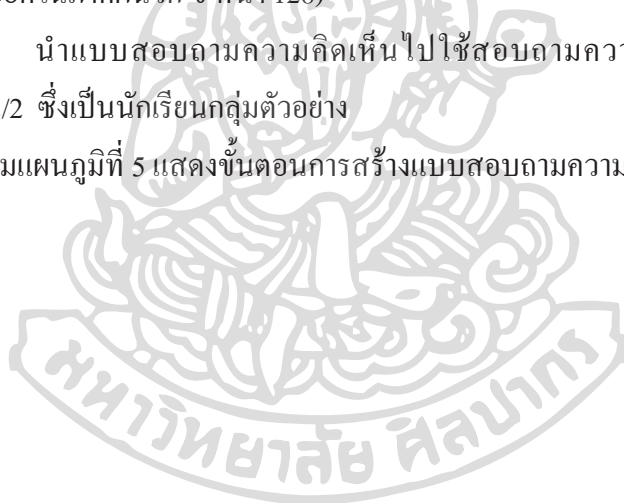 นำแบบสอบถามความคิดเห็นไปใช้สอบถามควา
/2 ซึ่งเป็นนักเรียนกลุ่มตัวอย่าง
มแผนภูมิที่ 5 แสดงขั้นตอนการสร้างแบบสอบถามความ
มหาวิทยาลัย ศิลปากร